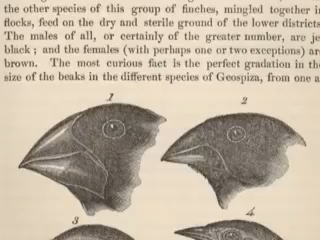 the other species of this group of finches, mingled together in
flocks, feed on the dry and sterile ground of the lower districts
The males of all, or certainly of the greater number, are je
black; and the females (with perhaps one or two exceptions) are
brown. The most curious fact is the perfect gradation in the
size of the beaks in the different species of Geospiza, from one a
1
2
3
4